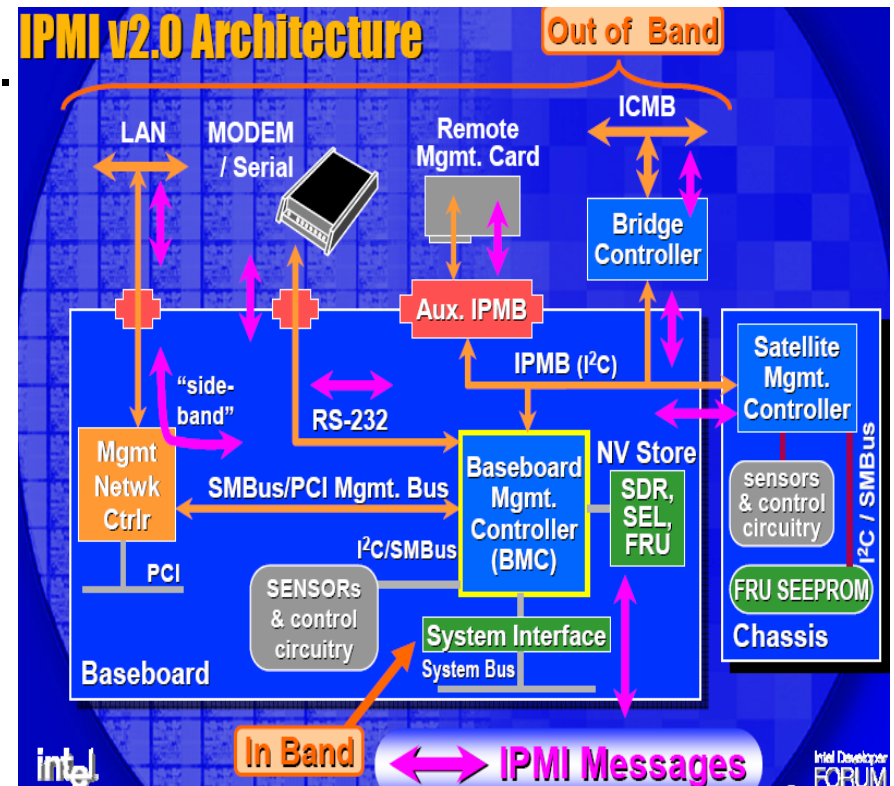 IPMI v2.0 Architecture
Out of Band
LAN
MODEM
/ Serial
Remote
Mgmt. Card
ICMB
Bridge
Controller
Aux. IPMB
IPMB (I²C)
Satellite
Mgmt.
Controller
"side-
band"
RS-232
Mgmt
Netwk
Ctrlr
SMBus/PCI Mgmt. Bus
Baseboard
Mgmt.
Controller
(BMC)
NV Store
SDR,
SEL,
FRU
sensors
& control
circuitry
I²C / SMBus
I²C/SMBus
PCI
SENSORs
& control
circuitry
FRU SEEPROM
System Interface
Chassis
System Bus
Baseboard
In Band
IPMI Messages
intel
Intel Developer
FORUM